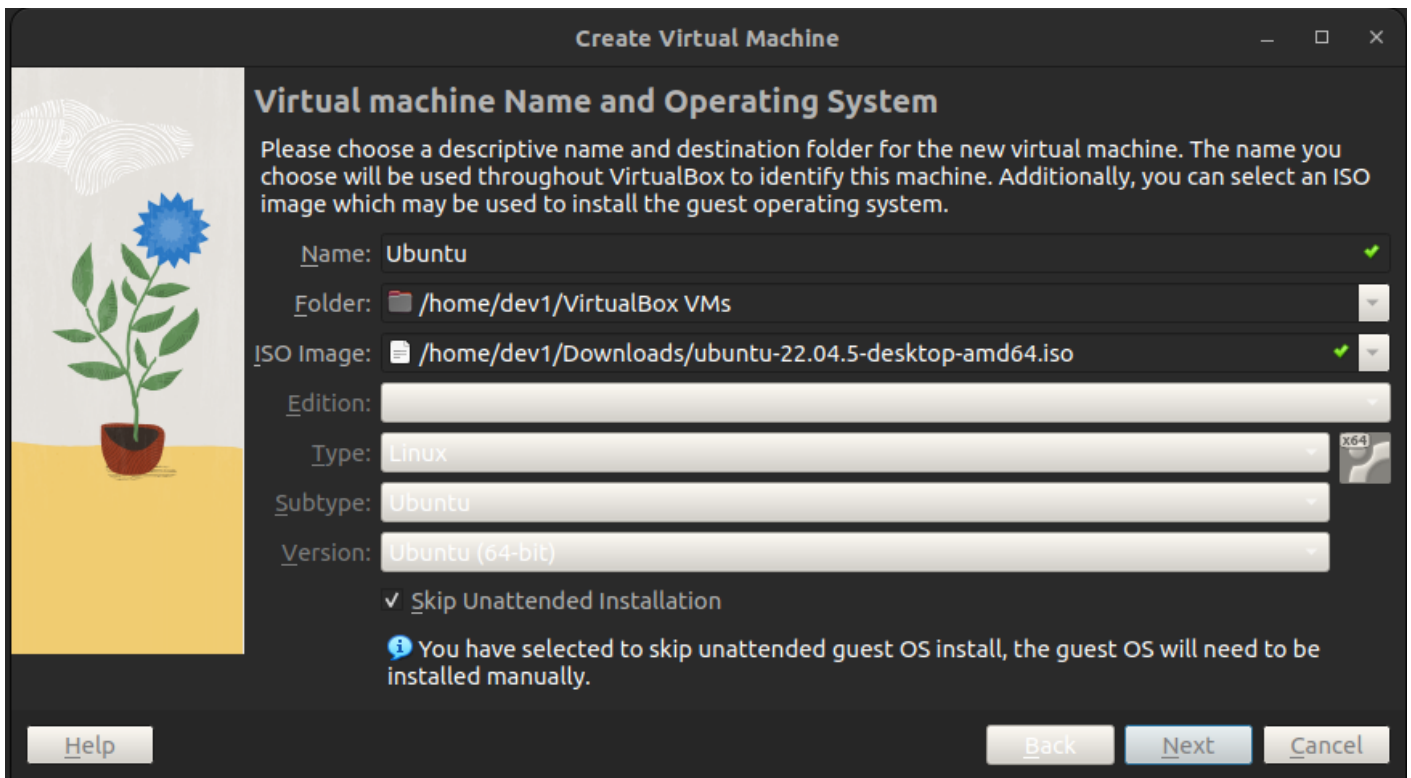 Create Virtual Machine
Virtual machine Name and Operating System
Please choose a descriptive name and destination folder for the new virtual machine. The name you
choose will be used throughout VirtualBox to identify this machine. Additionally, you can select an ISO
image which may be used to install the guest operating system.
Name: Ubuntu
Folder: /home/dev1/VirtualBox VMs
ISO Image: /home/dev1/Downloads/ubuntu-22.04.5-desktop-amd64.iso
Edition:
Type: Linux x64
Subtype: Ubuntu
Version: Ubuntu (64-bit)
Skip Unattended Installation
You have selected to skip unattended guest OS install, the guest OS will need to be
installed manually.
Help Back Next Cancel